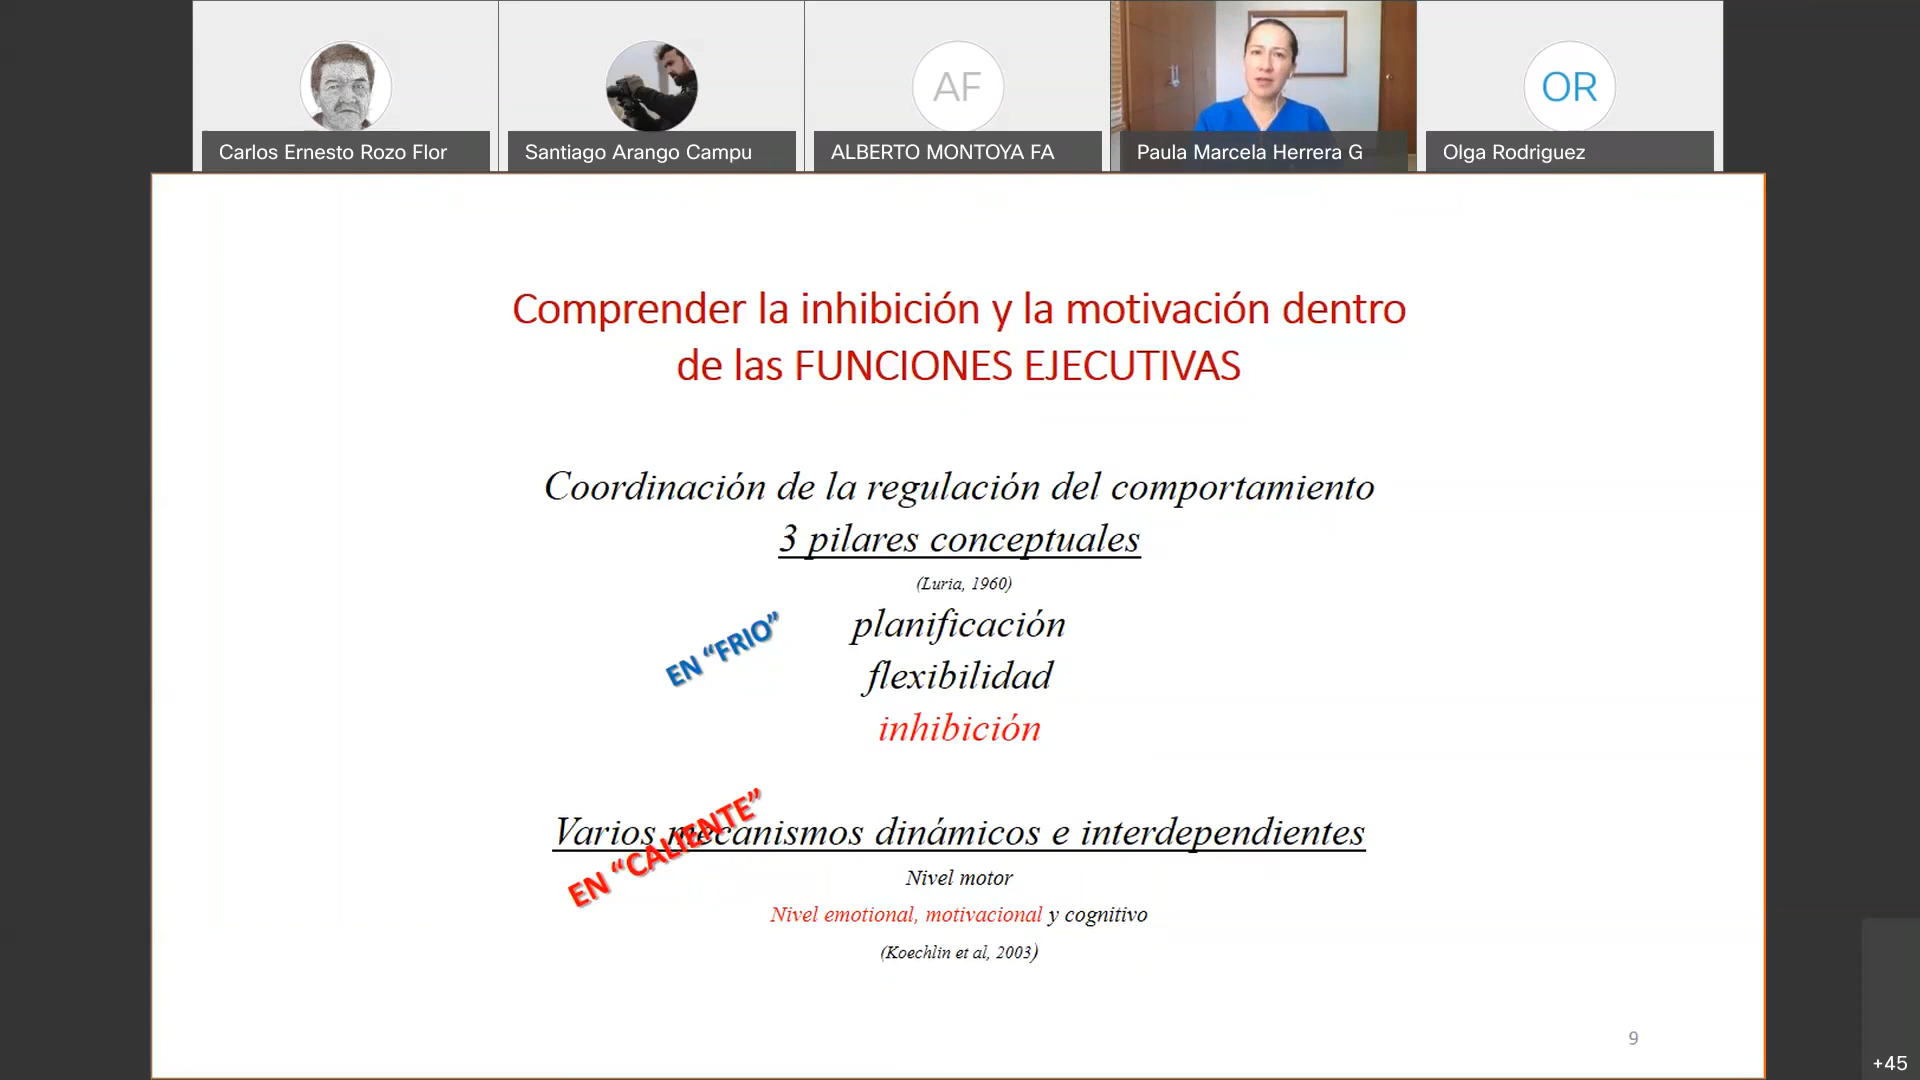 AF
OR
Carlos Ernesto Rozo Flor
Santiago Arango Campu
ALBERTO MONTOYA FA
Paula Marcela Herrera G
Olga Rodriguez
Comprender la inhibición y la motivación dentro
de las FUNCIONES EJECUTIVAS
Coordinación de la regulación del comportamiento
3 pilares conceptuales
(Luria, 1960)
EN “FRIO”
planificación
flexibilidad
inhibición
EN “CALIENTE”
Varios mecanismos dinámicos e interdependientes
Nivel motor
Nivel emotional, motivacional y cognitivo
(Koechlin et al, 2003)
9
+45